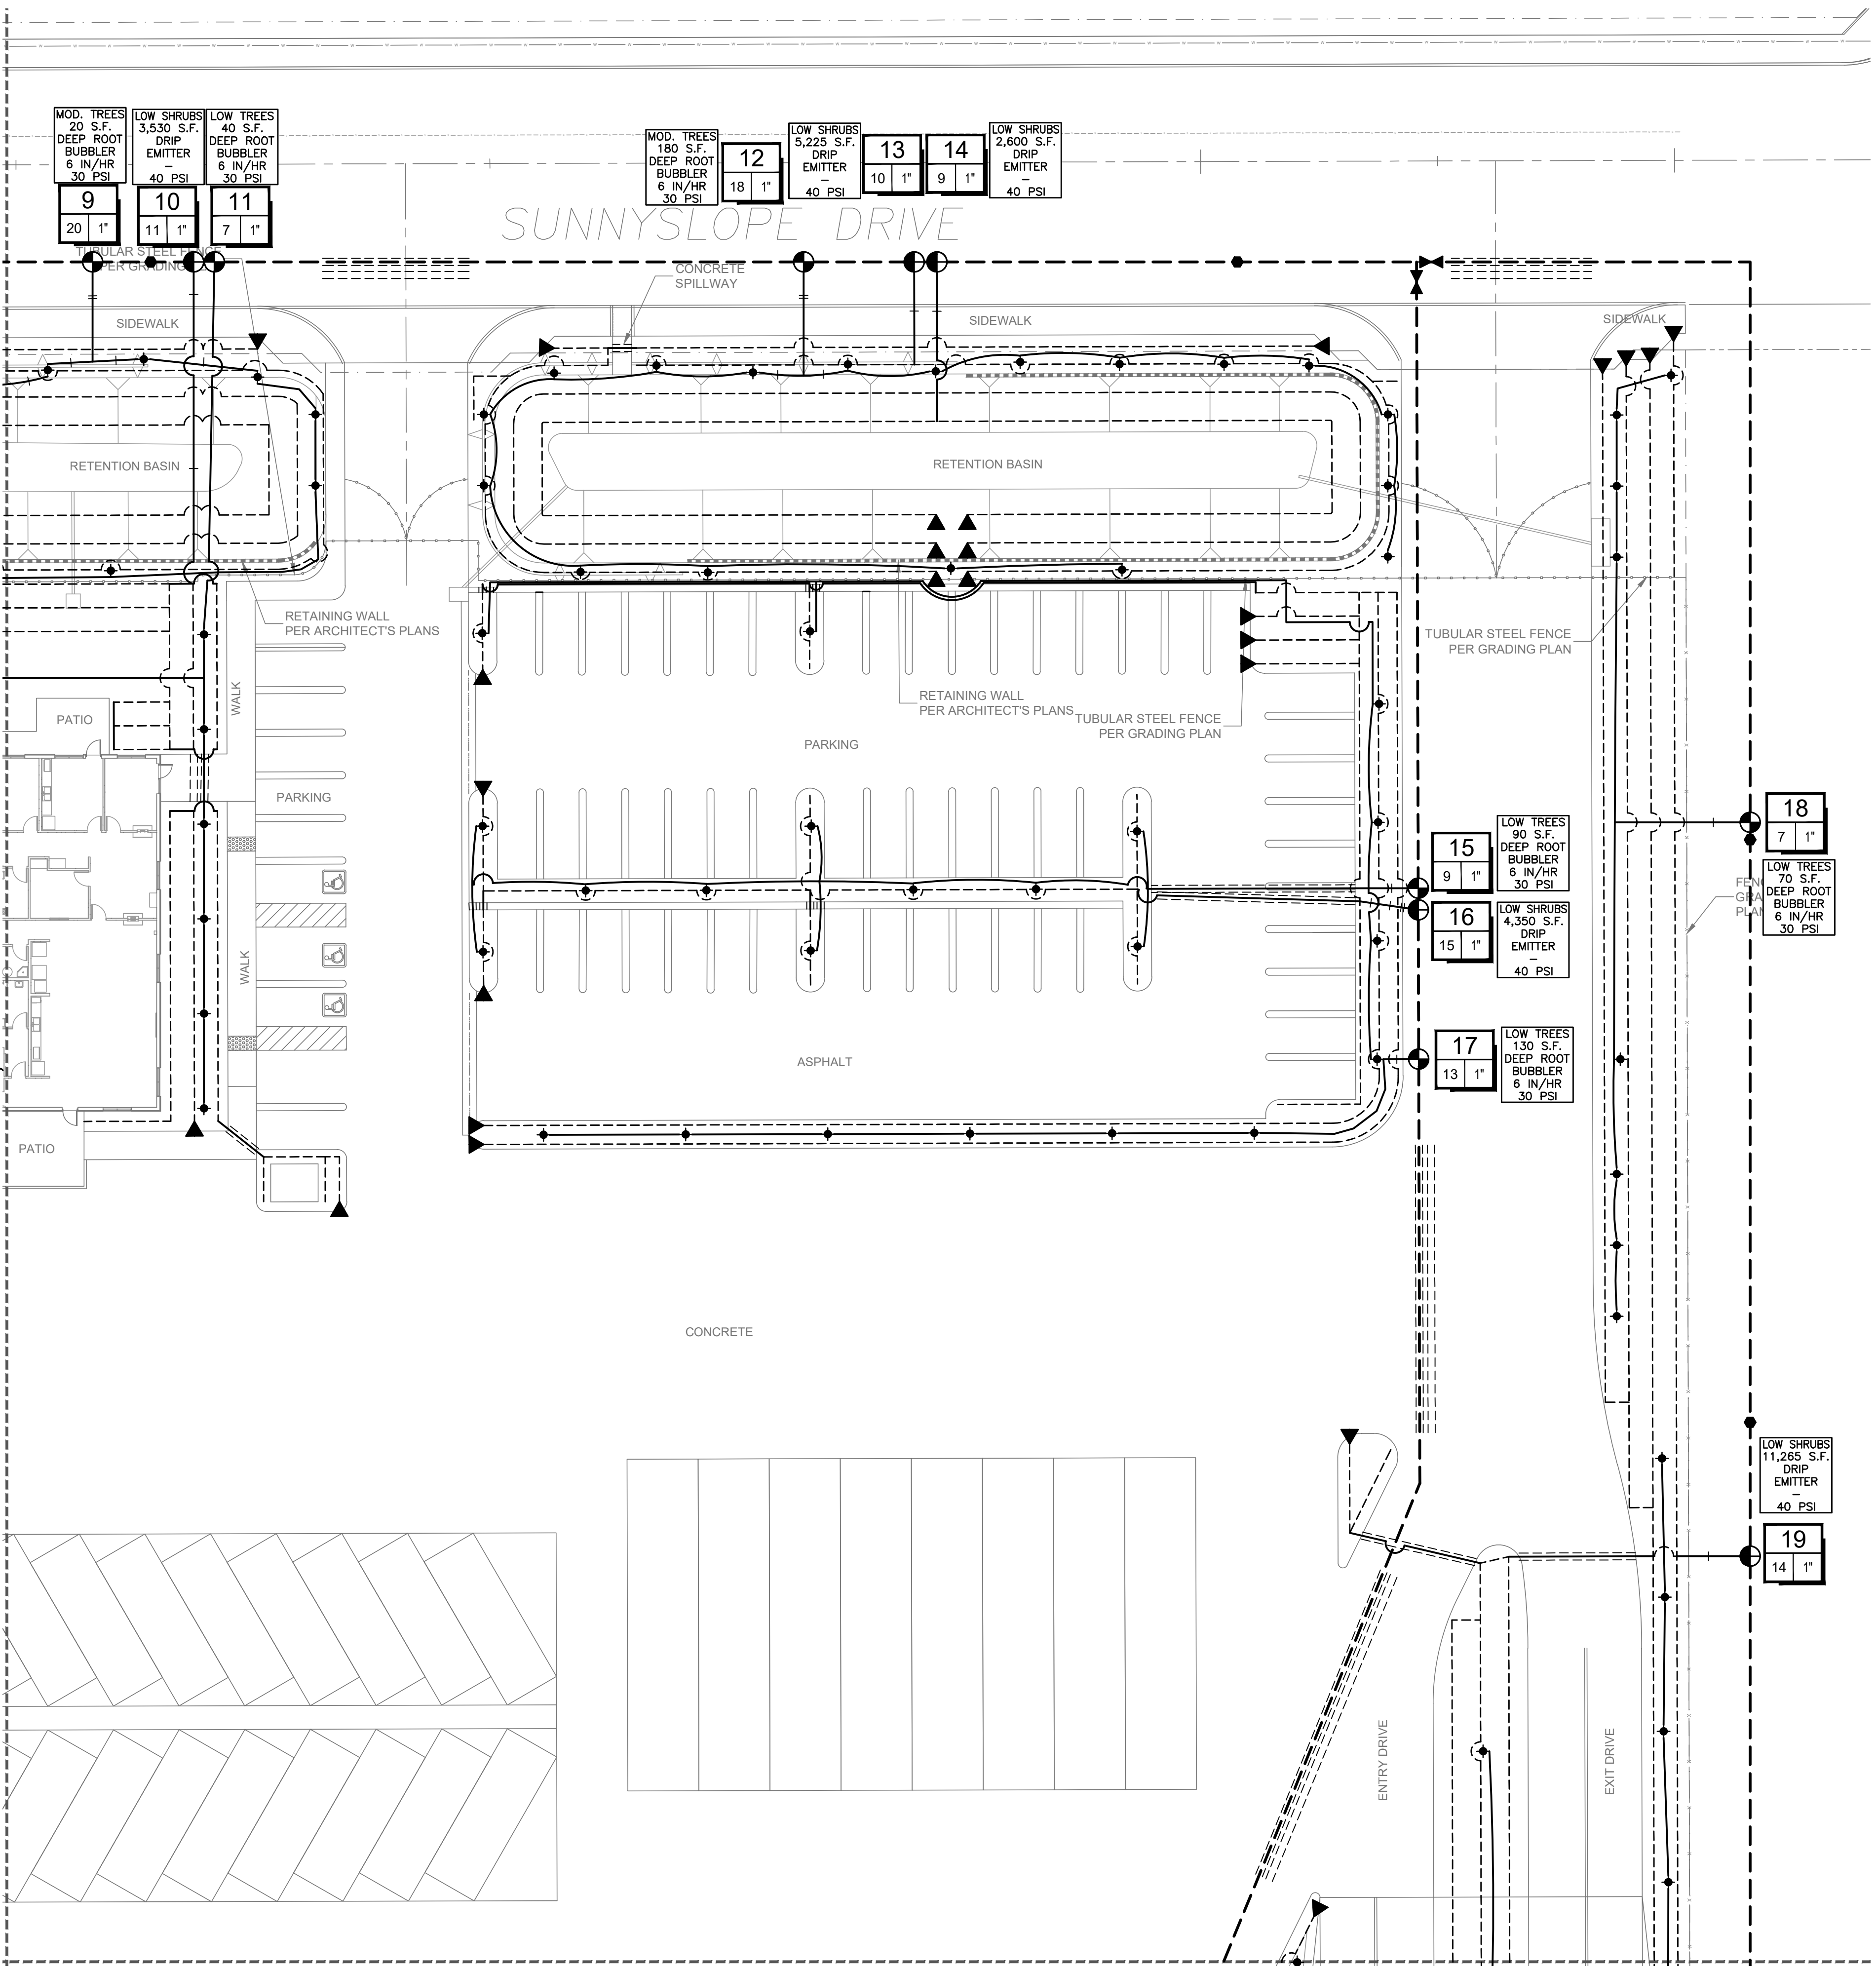 MOD. TREES
20 S.F.
DEEP ROOT
BUBBLER
6 IN/HR
30 PSI
9
20 1"
LOW SHRUBS
3,530 S.F.
DRIP
EMITTER
–
40 PSI
10
11 1"
LOW TREES
40 S.F.
DEEP ROOT
BUBBLER
6 IN/HR
30 PSI
11
7 1"
MOD. TREES
180 S.F.
DEEP ROOT
BUBBLER
6 IN/HR
30 PSI
12
18 1"
LOW SHRUBS
5,225 S.F.
DRIP
EMITTER
–
40 PSI
13
10 1"
14
9 1"
LOW SHRUBS
2,600 S.F.
DRIP
EMITTER
–
40 PSI
SUNNYSLOPE DRIVE
TUBULAR STEEL FENCE
PER GRADING
CONCRETE
SPILLWAY
SIDEWALK
SIDEWALK
SIDEWALK
RETENTION BASIN
RETENTION BASIN
RETAINING WALL
PER ARCHITECT'S PLANS
TUBULAR STEEL FENCE
PER GRADING PLAN
RETAINING WALL
PER ARCHITECT'S PLANS
TUBULAR STEEL FENCE
PER GRADING PLAN
WALK
PATIO
PARKING
PARKING
15
9 1"
LOW TREES
90 S.F.
DEEP ROOT
BUBBLER
6 IN/HR
30 PSI
18
7 1"
LOW TREES
70 S.F.
DEEP ROOT
BUBBLER
6 IN/HR
30 PSI
16
15 1"
LOW SHRUBS
4,350 S.F.
DRIP
EMITTER
–
40 PSI
WALK
17
13 1"
LOW TREES
130 S.F.
DEEP ROOT
BUBBLER
6 IN/HR
30 PSI
ASPHALT
PATIO
CONCRETE
LOW SHRUBS
11,265 S.F.
DRIP
EMITTER
–
40 PSI
19
14 1"
ENTRY DRIVE
EXIT DRIVE